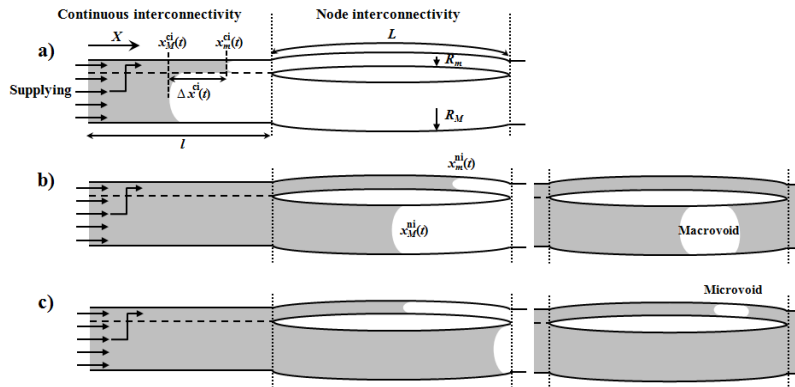 Continuous interconnectivity
Node interconnectivity
a)
X
x_M^ci(t)
x_m^ci(t)
L
R_m
Supplying
Δx^ci(t)
R_M
l
b)
x_m^ni(t)
x_M^ni(t)
Macrovoid
c)
Microvoid